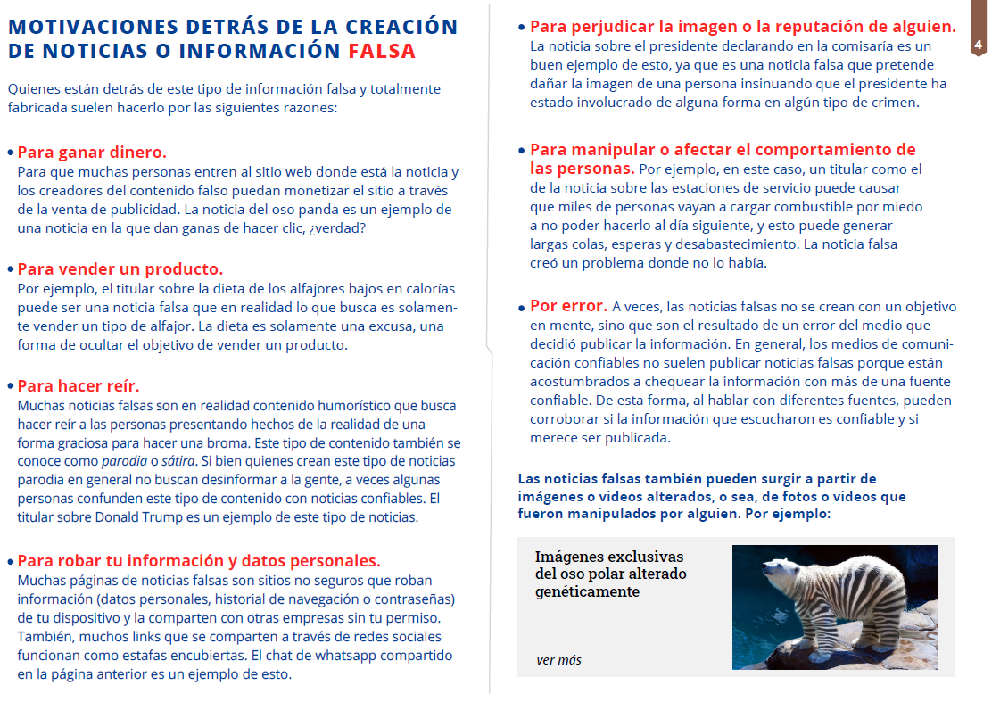 MOTIVACIONES DETRÁS DE LA CREACIÓN
DE NOTICIAS O INFORMACIÓN FALSA
Quienes están detrás de este tipo de información falsa y totalmente
fabricada suelen hacerlo por las siguientes razones:
• Para ganar dinero.
Para que muchas personas entren al sitio web donde está la noticia y
los creadores del contenido falso puedan monetizar el sitio a través
de la venta de publicidad. La noticia del oso panda es un ejemplo de
una noticia en la que dan ganas de hacer clic, ¿verdad?
• Para vender un producto.
Por ejemplo, el titular sobre la dieta de los alfajores bajos en calorías
puede ser una noticia falsa que en realidad lo que busca es solamen-
te vender un tipo de alfajor. La dieta es solamente una excusa, una
forma de ocultar el objetivo de vender un producto.
• Para hacer reír.
Muchas noticias falsas son en realidad contenido humorístico que busca
hacer reír a las personas presentando hechos de la realidad de una
forma graciosa para hacer una broma. Este tipo de contenido también se
conoce como parodia o sátira. Si bien quienes crean este tipo de noticias
parodia en general no buscan desinformar a la gente, a veces algunas
personas confunden este tipo de contenido con noticias confiables. El
titular sobre Donald Trump es un ejemplo de este tipo de noticias.
• Para robar tu información y datos personales.
Muchas páginas de noticias falsas son sitios no seguros que roban
información (datos personales, historial de navegación o contraseñas)
de tu dispositivo y la comparten con otras empresas sin tu permiso.
También, muchos links que se comparten a través de redes sociales
funcionan como estafas encubiertas. El chat de whatsapp compartido
en la página anterior es un ejemplo de esto.
• Para perjudicar la imagen o la reputación de alguien.
La noticia sobre el presidente declarando en la comisaría es un
buen ejemplo de esto, ya que es una noticia falsa que pretende
dañar la imagen de una persona insinuando que el presidente ha
estado involucrado de alguna forma en algún tipo de crimen.
• Para manipular o afectar el comportamiento de
las personas. Por ejemplo, en este caso, un titular como el
de la noticia sobre las estaciones de servicio puede causar
que miles de personas vayan a cargar combustible por miedo
a no poder hacerlo al día siguiente, y esto puede generar
largas colas, esperas y desabastecimiento. La noticia falsa
creó un problema donde no lo había.
• Por error. A veces, las noticias falsas no se crean con un objetivo
en mente, sino que son el resultado de un error del medio que
decidió publicar la información. En general, los medios de comuni-
cación confiables no suelen publicar noticias falsas porque están
acostumbrados a chequear la información con más de una fuente
confiable. De esta forma, al hablar con diferentes fuentes, pueden
corroborar si la información que escucharon es confiable y si
merece ser publicada.
Las noticias falsas también pueden surgir a partir de
imágenes o videos alterados, o sea, de fotos o videos que
fueron manipulados por alguien. Por ejemplo:
Imágenes exclusivas
del oso polar alterado
genéticamente
ver más
4